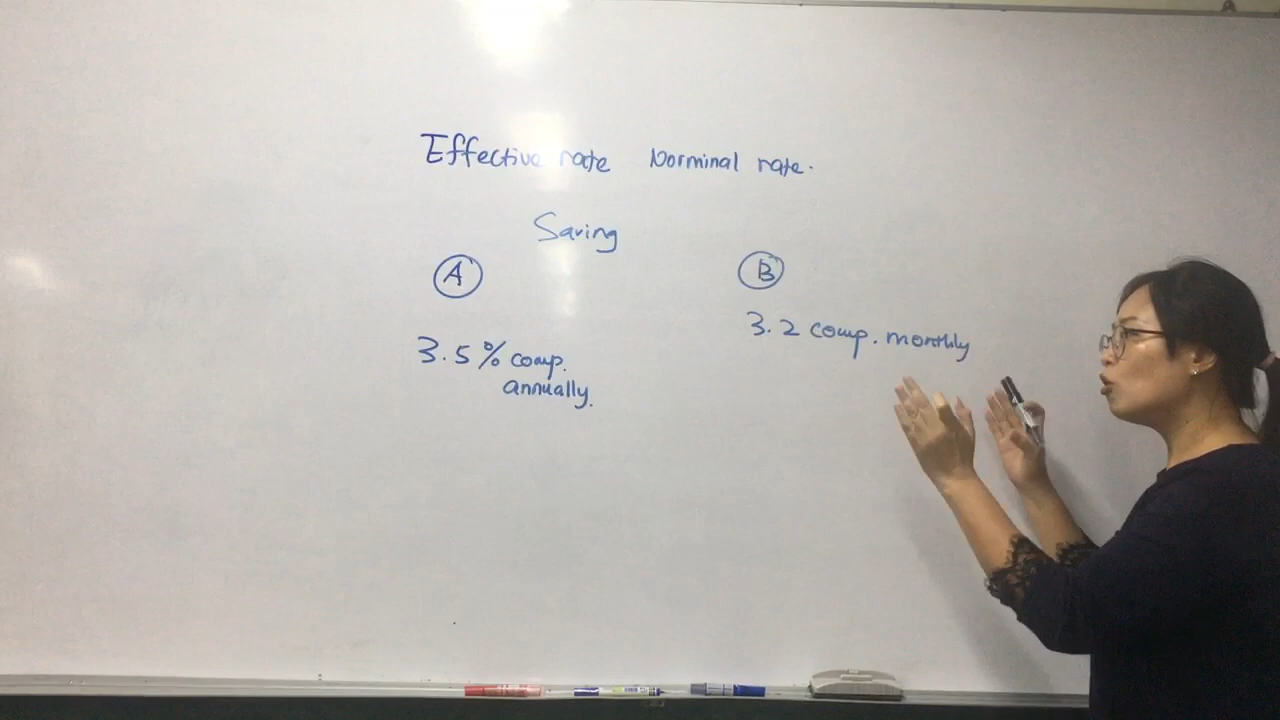 Effective rate Norminal rate.
Saving
A
B
3.5% comp.
annually.
3.2 comp. monthly